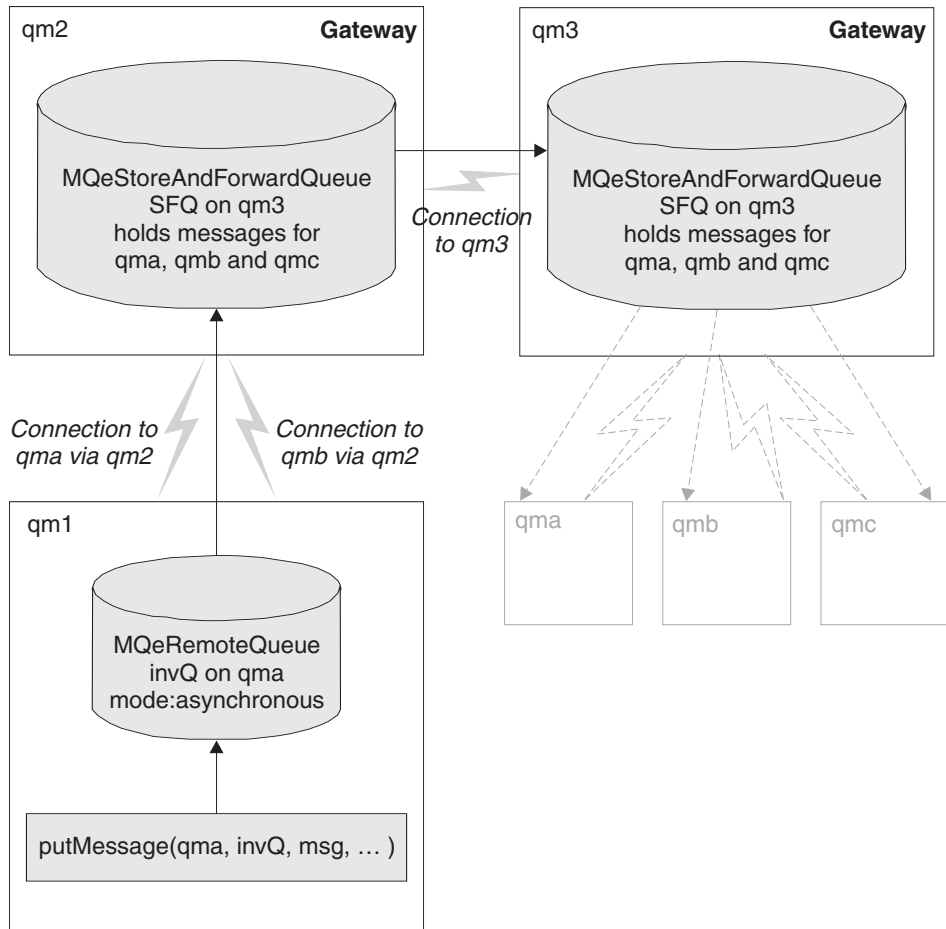 qm2
Gateway
MQeStoreAndForwardQueue
SFQ on qm3
holds messages for
qma, qmb and qmc
Connection
to qm3
qm3
Gateway
MQeStoreAndForwardQueue
SFQ on qm3
holds messages for
qma, qmb and qmc
Connection to
qma via qm2
Connection to
qmb via qm2
qm1
MQeRemoteQueue
invQ on qma
mode:asynchronous
putMessage(qma, invQ, msg, … )
qma
qmb
qmc